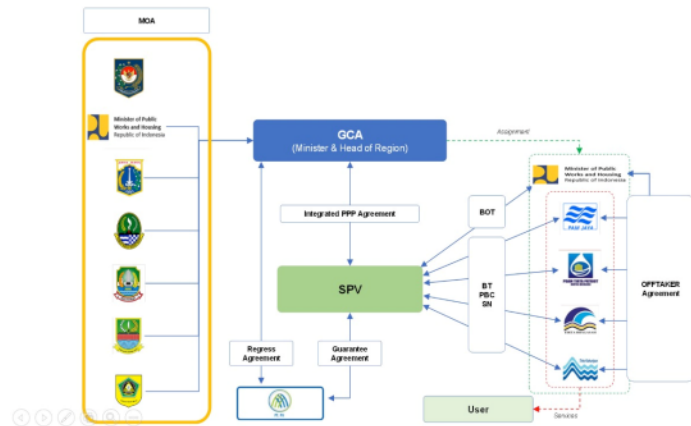 MOA
Minister of Public
Works and Housing
Republic of Indonesia
GCA
(Minister & Head of Region)
Assignment
Minister of Public
Works and Housing
Republic of Indonesia
Integrated PPP Agreement
BOT
PAM JAYA
SPV
BT
PBC
SN
OFFTAKER
Agreement
Regress
Agreement
Guarantee
Agreement
User
Services